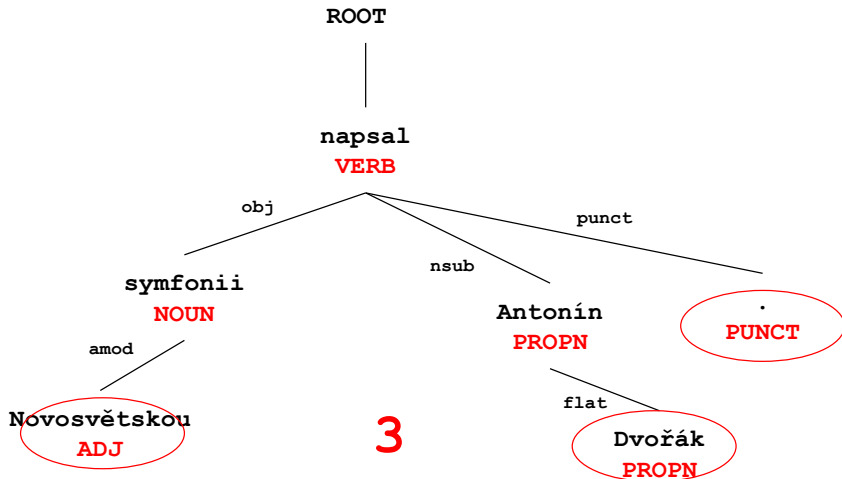 ROOT
napsal
VERB
obj
punct
nsub
symfonii
NOUN
Antonín
PROPN
.
PUNCT
amod
flat
Novosvětskou
ADJ
3
Dvořák
PROPN